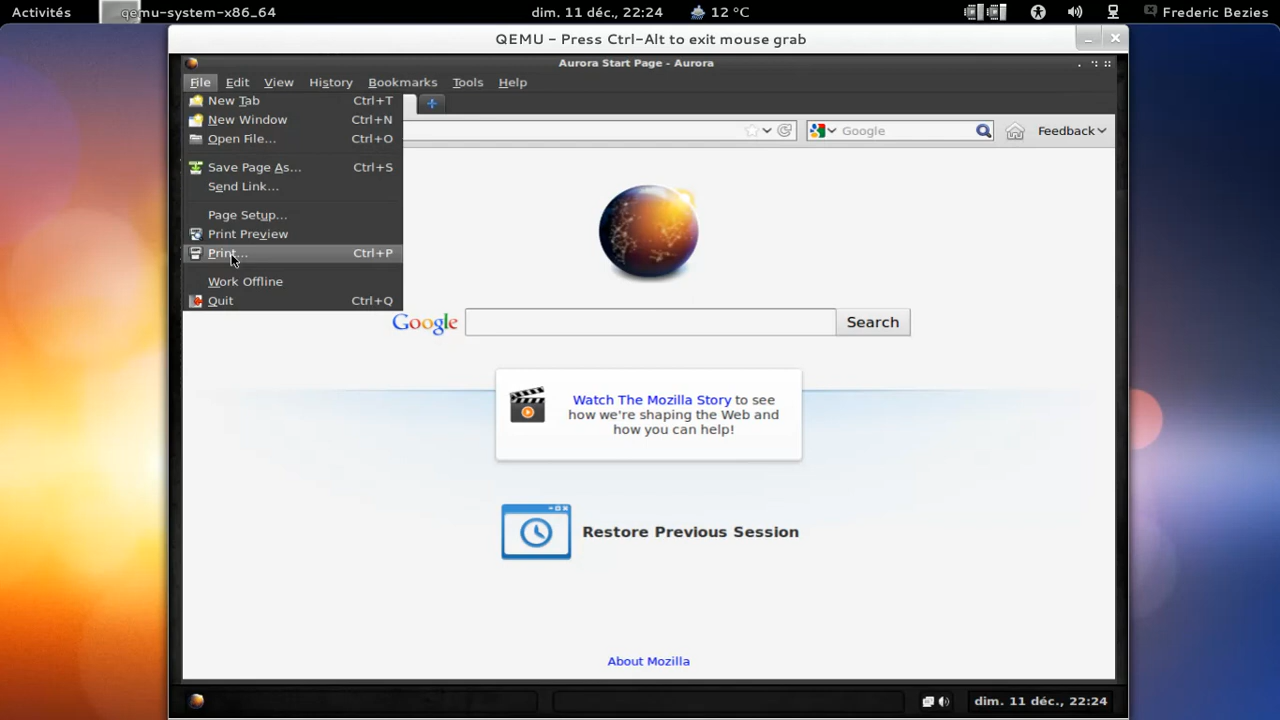 Activités qemu-system-x86_64 dim. 11 déc., 22:24 12 °C Frederic Bezies
QEMU - Press Ctrl-Alt to exit mouse grab
Aurora Start Page - Aurora
File Edit View History Bookmarks Tools Help
New Tab Ctrl+T
New Window Ctrl+N
Open File... Ctrl+O
Save Page As... Ctrl+S
Send Link...
Page Setup...
Print Preview
Print... Ctrl+P
Work Offline
Quit Ctrl+Q
Google
Feedback
Google
Search
Watch The Mozilla Story to see
how we're shaping the Web and
how you can help!
Restore Previous Session
About Mozilla
dim. 11 déc., 22:24